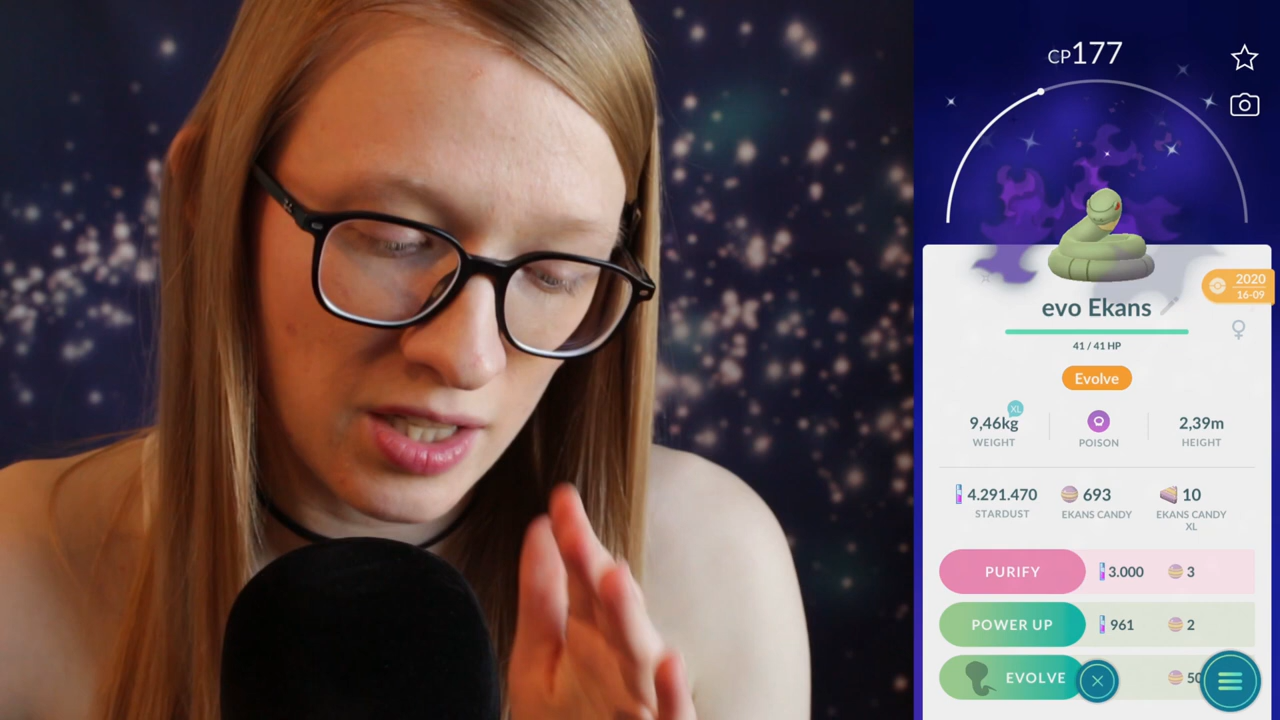 CP177
2020
16-09
evo Ekans
41 / 41 HP
Evolve
XL
9,46kg
WEIGHT
POISON
2,39m
HEIGHT
4.291.470
STARDUST
693
EKANS CANDY
10
EKANS CANDY
XL
PURIFY
3.000
3
POWER UP
961
2
EVOLVE
50